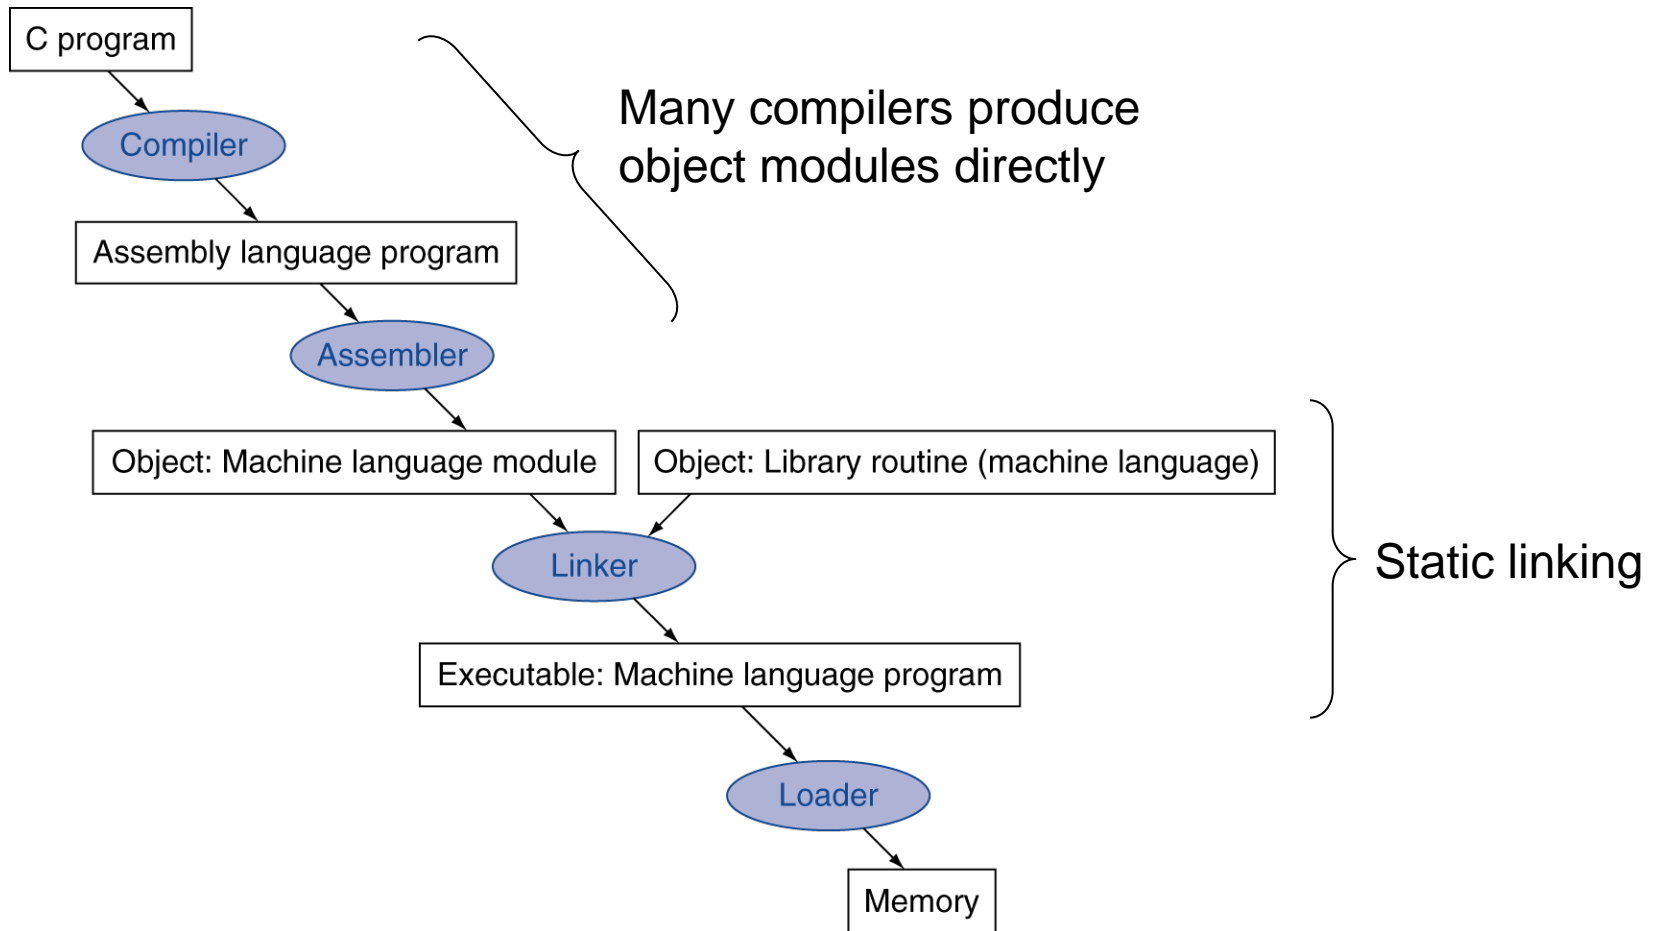 C program
Many compilers produce
object modules directly
Compiler
Assembly language program
Assembler
Object: Machine language module
Object: Library routine (machine language)
Linker
Static linking
Executable: Machine language program
Loader
Memory